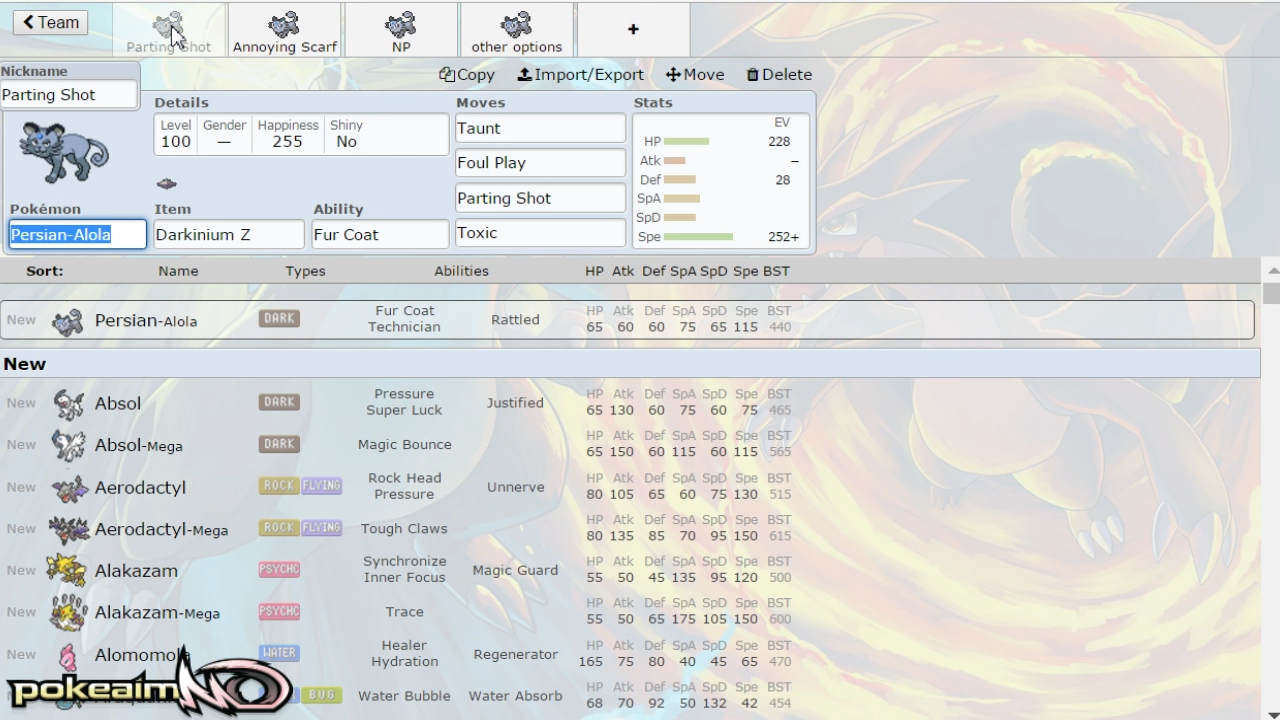 Team
Parting Shot
Annoying Scarf
NP
other options
+
Nickname
Parting Shot
Copy
Import/Export
Move
Delete
Details
Level
100
Gender
—
Happiness
255
Shiny
No
Pokémon
Persian-Alola
Item
Darkinium Z
Ability
Fur Coat
Moves
Taunt
Foul Play
Parting Shot
Toxic
Stats
EV
HP 228
Atk –
Def 28
SpA
SpD
Spe 252+
Sort: Name Types Abilities HP Atk Def SpA SpD Spe BST
New Persian-Alola DARK Fur Coat Technician Rattled HP 65 Atk 60 Def 60 SpA 75 SpD 65 Spe 115 BST 440
New
New Absol DARK Pressure Super Luck Justified HP 65 Atk 130 Def 60 SpA 75 SpD 60 Spe 75 BST 465
New Absol-Mega DARK Magic Bounce HP 65 Atk 150 Def 60 SpA 115 SpD 60 Spe 115 BST 565
New Aerodactyl ROCK FLYING Rock Head Pressure Unnerve HP 80 Atk 105 Def 65 SpA 60 SpD 75 Spe 130 BST 515
New Aerodactyl-Mega ROCK FLYING Tough Claws HP 80 Atk 135 Def 85 SpA 70 SpD 95 Spe 150 BST 615
New Alakazam PSYCHC Synchronize Inner Focus Magic Guard HP 55 Atk 50 Def 45 SpA 135 SpD 95 Spe 120 BST 500
New Alakazam-Mega PSYCHC Trace HP 55 Atk 50 Def 65 SpA 175 SpD 105 Spe 150 BST 600
New Alomomola WATER Healer Hydration Regenerator HP 165 Atk 75 Def 80 SpA 40 SpD 45 Spe 65 BST 470
BUG Water Bubble Water Absorb HP 68 Atk 70 Def 92 SpA 50 SpD 132 Spe 42 BST 454
pokeaimMD